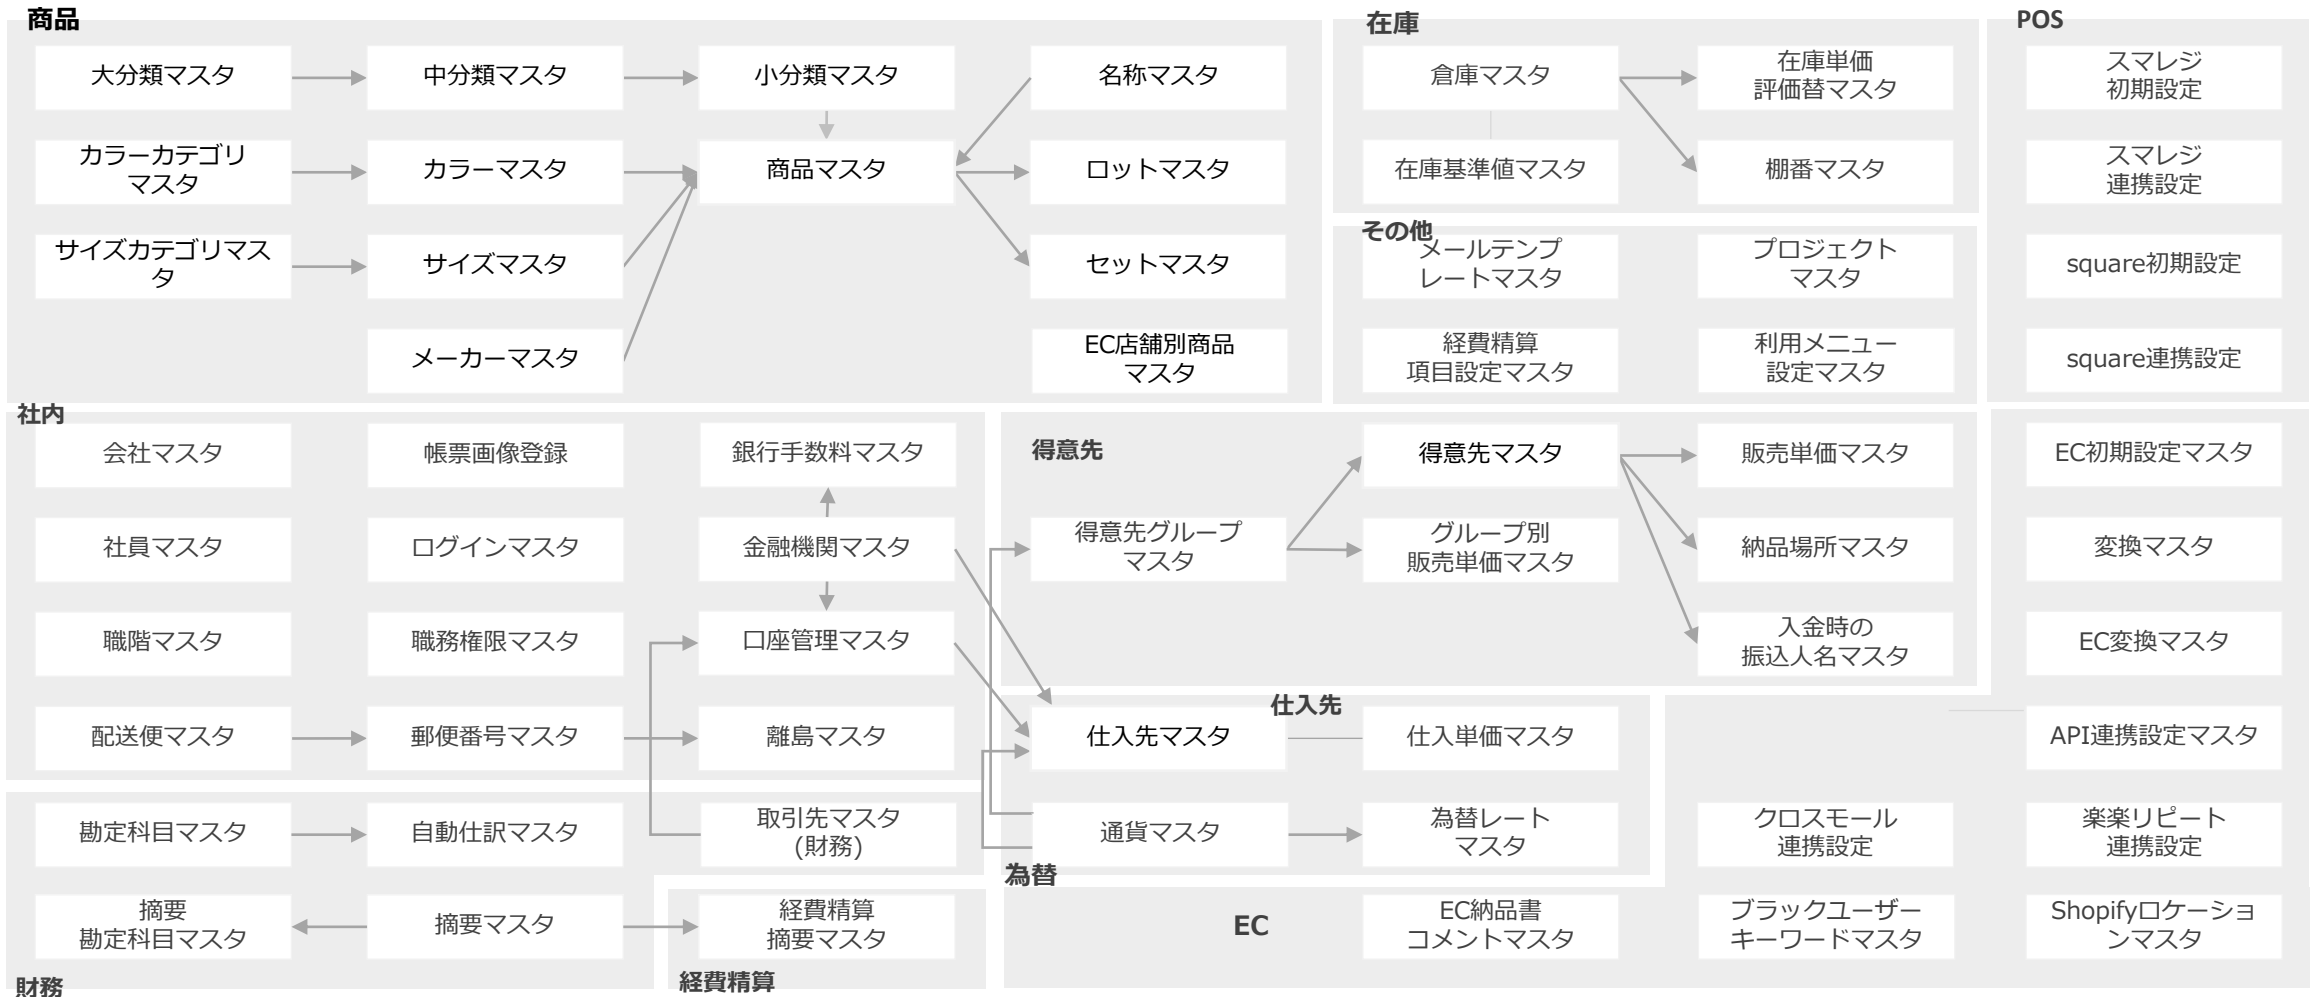 商品
大分類マスタ
中分類マスタ
小分類マスタ
名称マスタ
カラーカテゴリ
マスタ
カラーマスタ
商品マスタ
ロットマスタ
サイズカテゴリマス
タ
サイズマスタ
セットマスタ
メーカーマスタ
EC店舗別商品
マスタ
在庫
倉庫マスタ
在庫単価
評価替マスタ
在庫基準値マスタ
棚番マスタ
その他
メールテンプ
レートマスタ
プロジェクト
マスタ
経費精算
項目設定マスタ
利用メニュー
設定マスタ
POS
スマレジ
初期設定
スマレジ
連携設定
square初期設定
square連携設定
社内
会社マスタ
帳票画像登録
銀行手数料マスタ
社員マスタ
ログインマスタ
金融機関マスタ
職階マスタ
職務権限マスタ
口座管理マスタ
配送便マスタ
郵便番号マスタ
離島マスタ
得意先
得意先マスタ
販売単価マスタ
得意先グループ
マスタ
グループ別
販売単価マスタ
納品場所マスタ
入金時の
振込人名マスタ
仕入先
仕入先マスタ
仕入単価マスタ
通貨マスタ
為替レート
マスタ
為替
勘定科目マスタ
自動仕訳マスタ
取引先マスタ
(財務)
摘要
勘定科目マスタ
摘要マスタ
財務
経費精算
摘要マスタ
経費精算
EC初期設定マスタ
変換マスタ
EC変換マスタ
API連携設定マスタ
クロスモール
連携設定
楽楽リピート
連携設定
EC
EC納品書
コメントマスタ
ブラックユーザー
キーワードマスタ
Shopifyロケーショ
ンマスタ